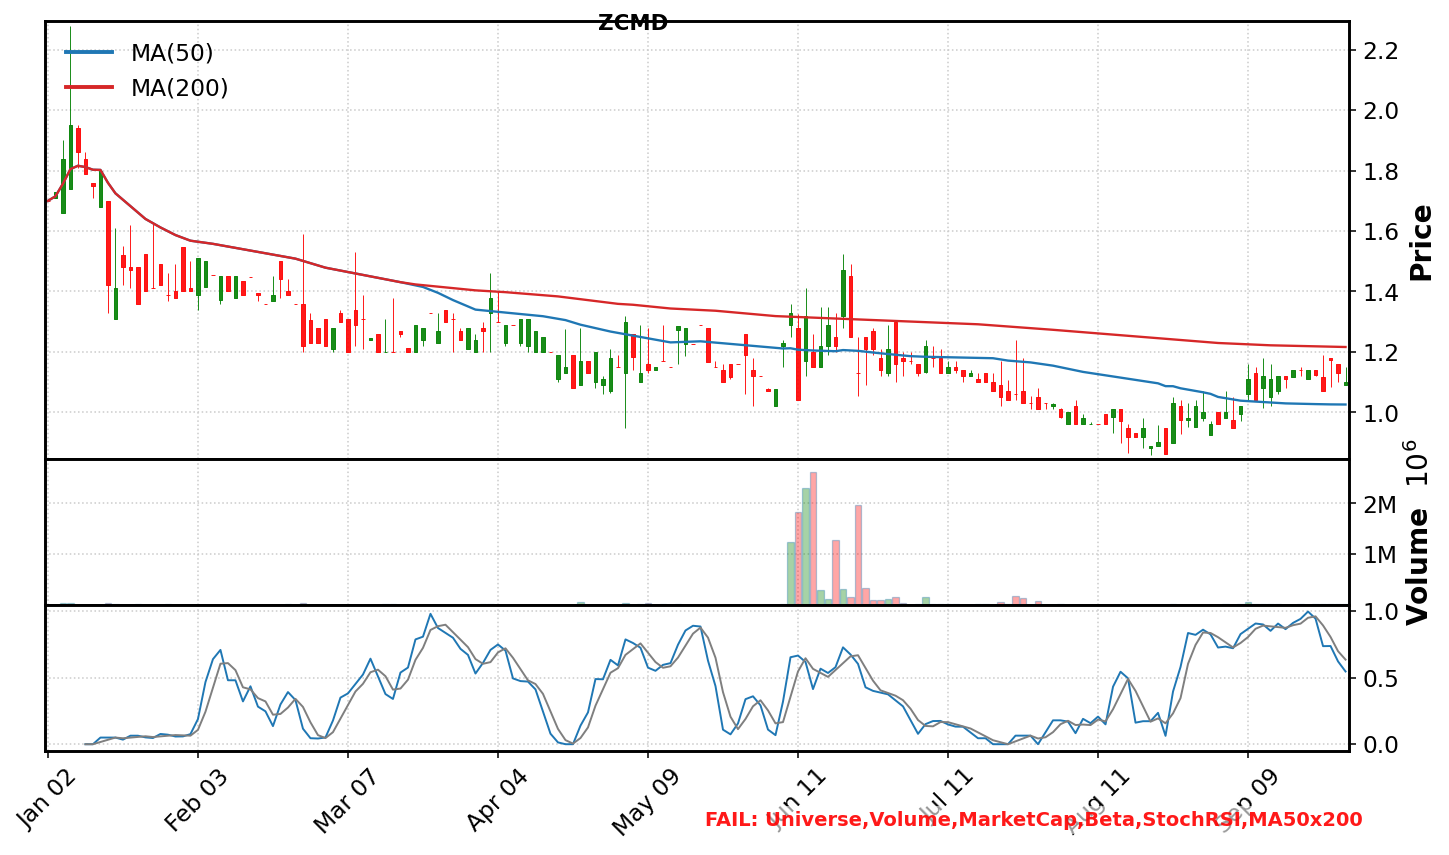 ZCMD
MA(50)
MA(200)
2.2
2.0
1.8
1.6
1.4
1.2
1.0
Price
2M
1M
Volume 10⁶
1.0
0.5
0.0
Jan 02
Feb 03
Mar 07
Apr 04
May 09
Jun 11
Jul 11
Aug 11
Sep 09
FAIL: Universe,Volume,MarketCap,Beta,StochRSI,MA50x200